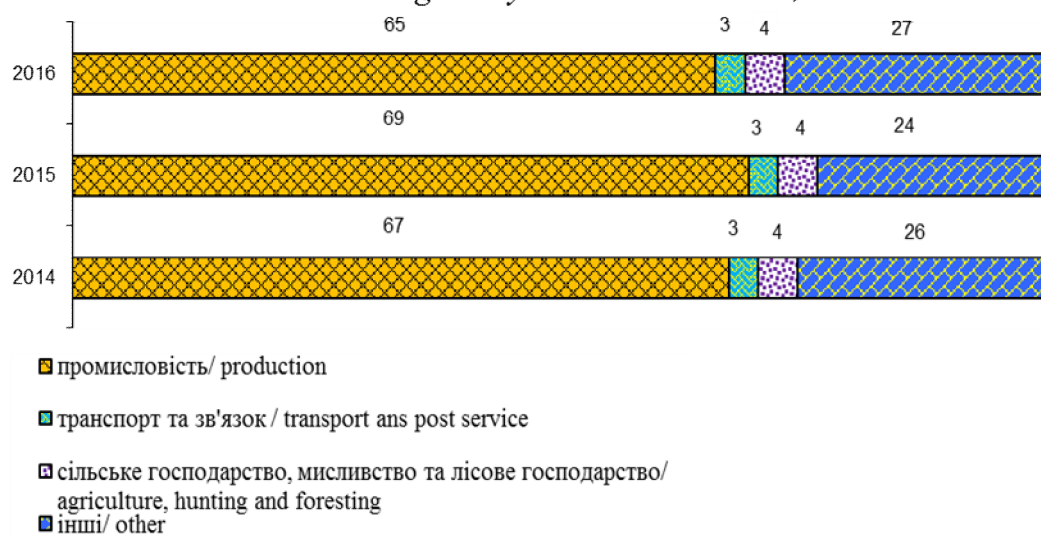 65 3 4 27
2016
69 3 4 24
2015
67 3 4 26
2014
промисловість/ production
транспорт та зв'язок / transport ans post service
сільське господарство, мисливство та лісове господарство/
agriculture, hunting and foresting
інші/ other